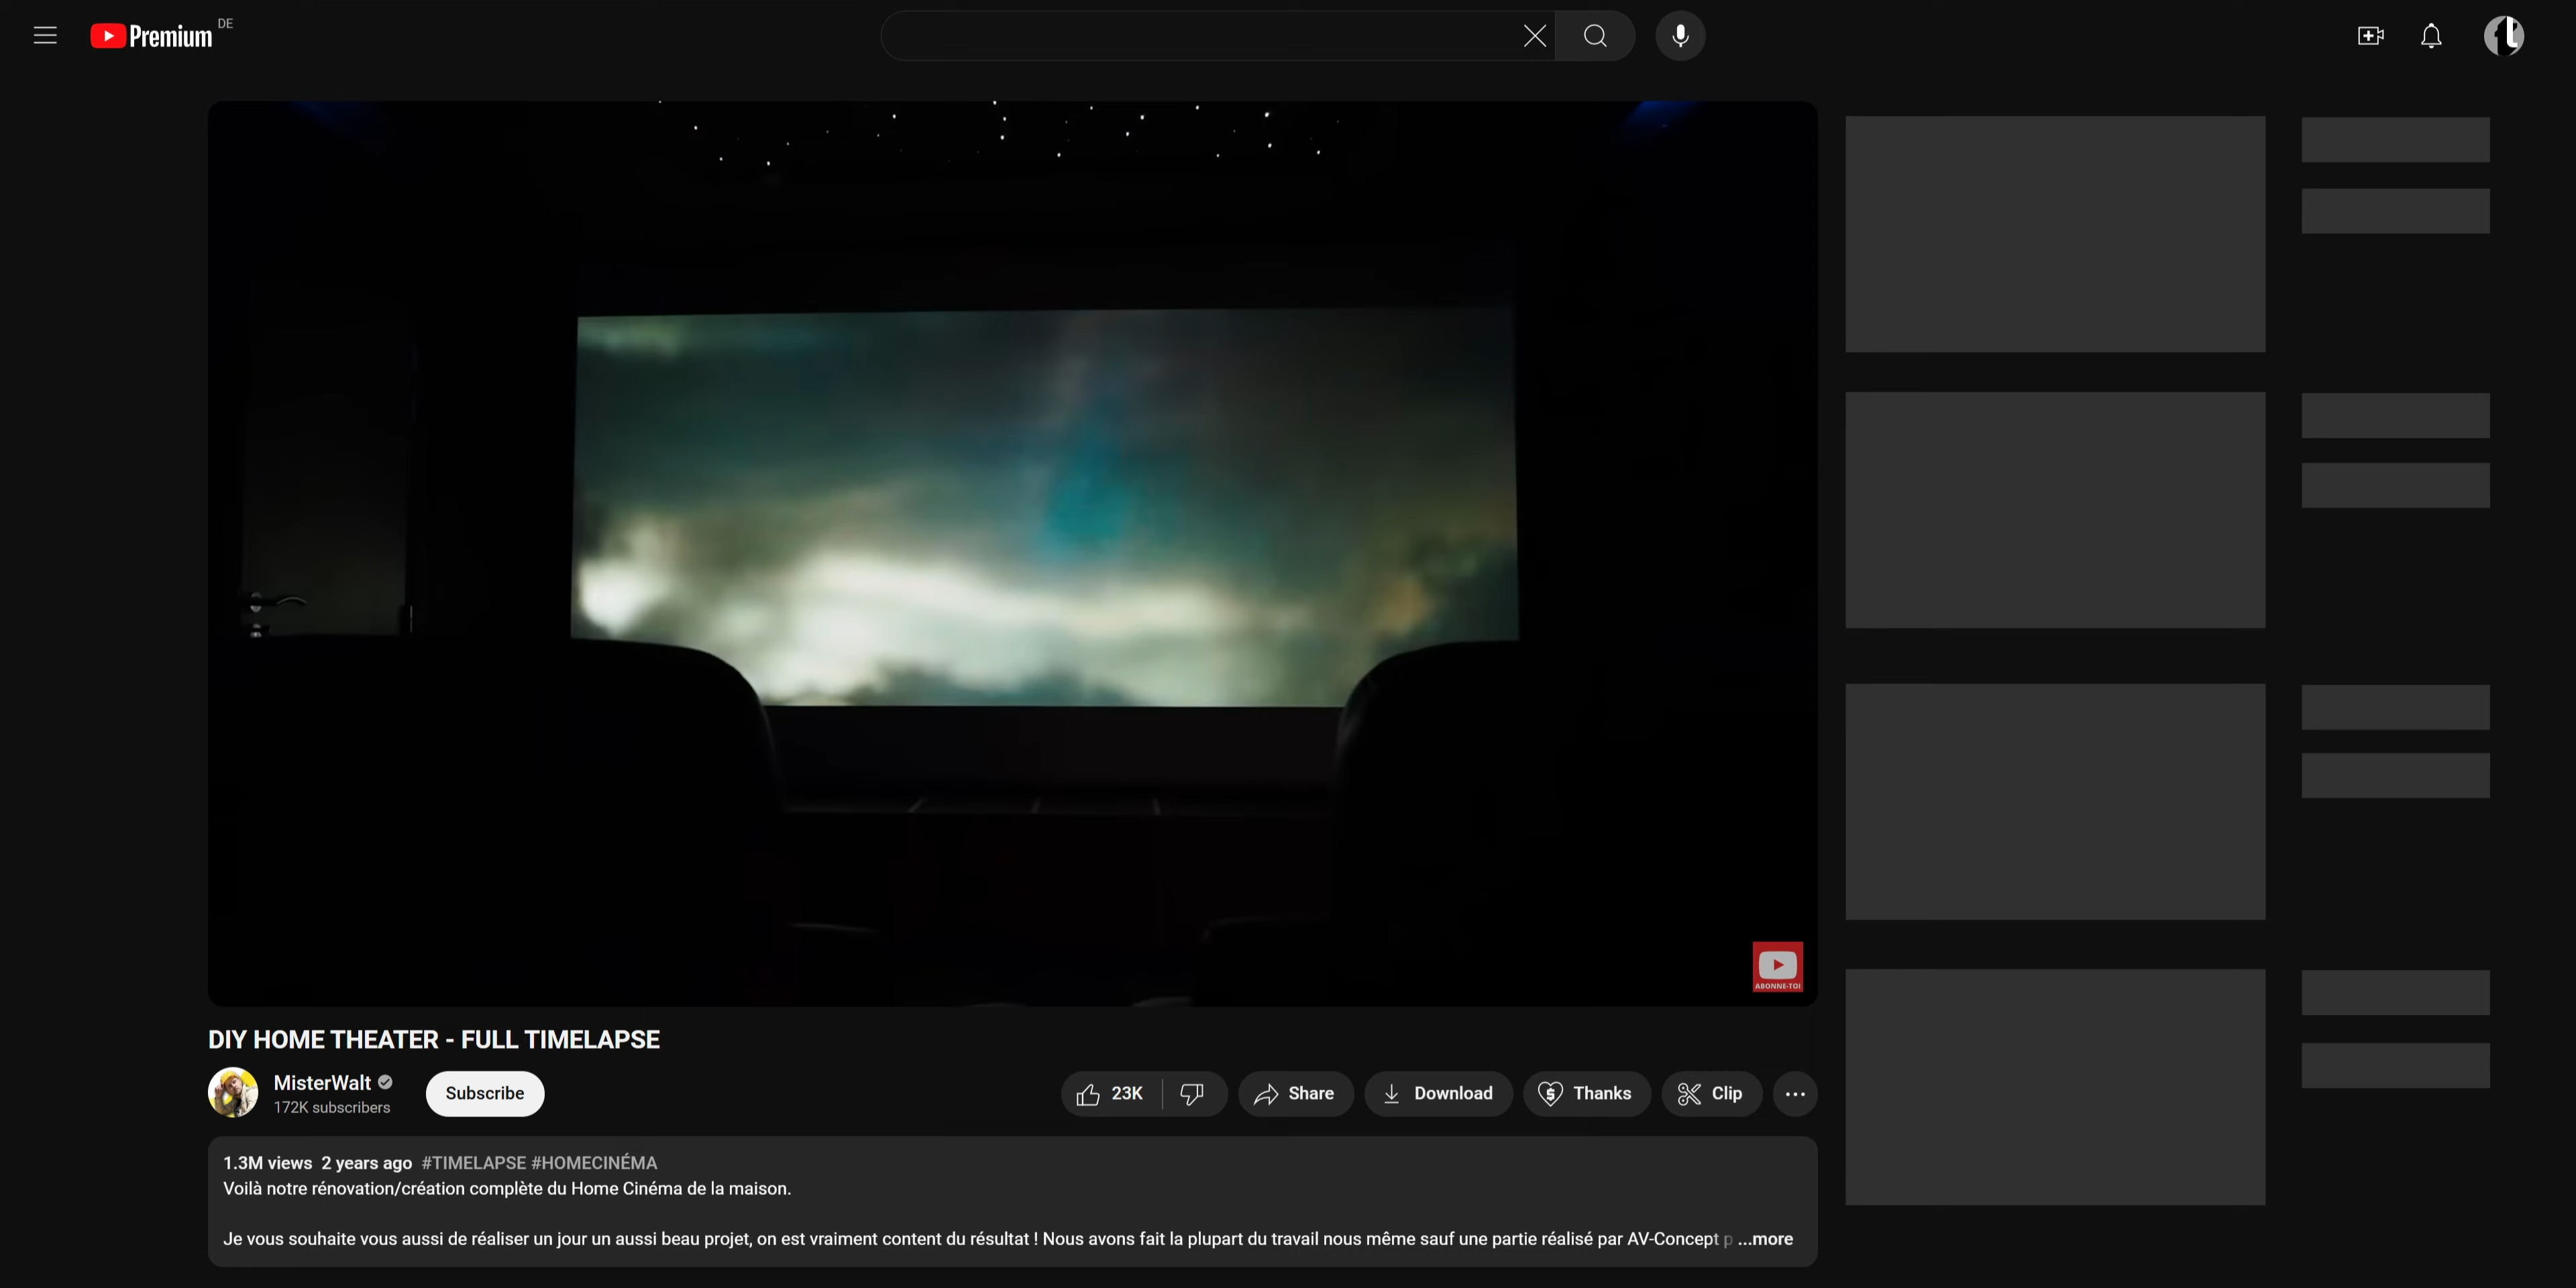 Premium DE
ABONNE-TOI
DIY HOME THEATER - FULL TIMELAPSE
MisterWalt
172K subscribers
Subscribe
23K
Share
Download
Thanks
Clip
1.3M views 2 years ago #TIMELAPSE #HOMECINÉMA
Voilà notre rénovation/création complète du Home Cinéma de la maison.
Je vous souhaite vous aussi de réaliser un jour un aussi beau projet, on est vraiment content du résultat ! Nous avons fait la plupart du travail nous même sauf une partie réalisé par AV-Concept p ...more